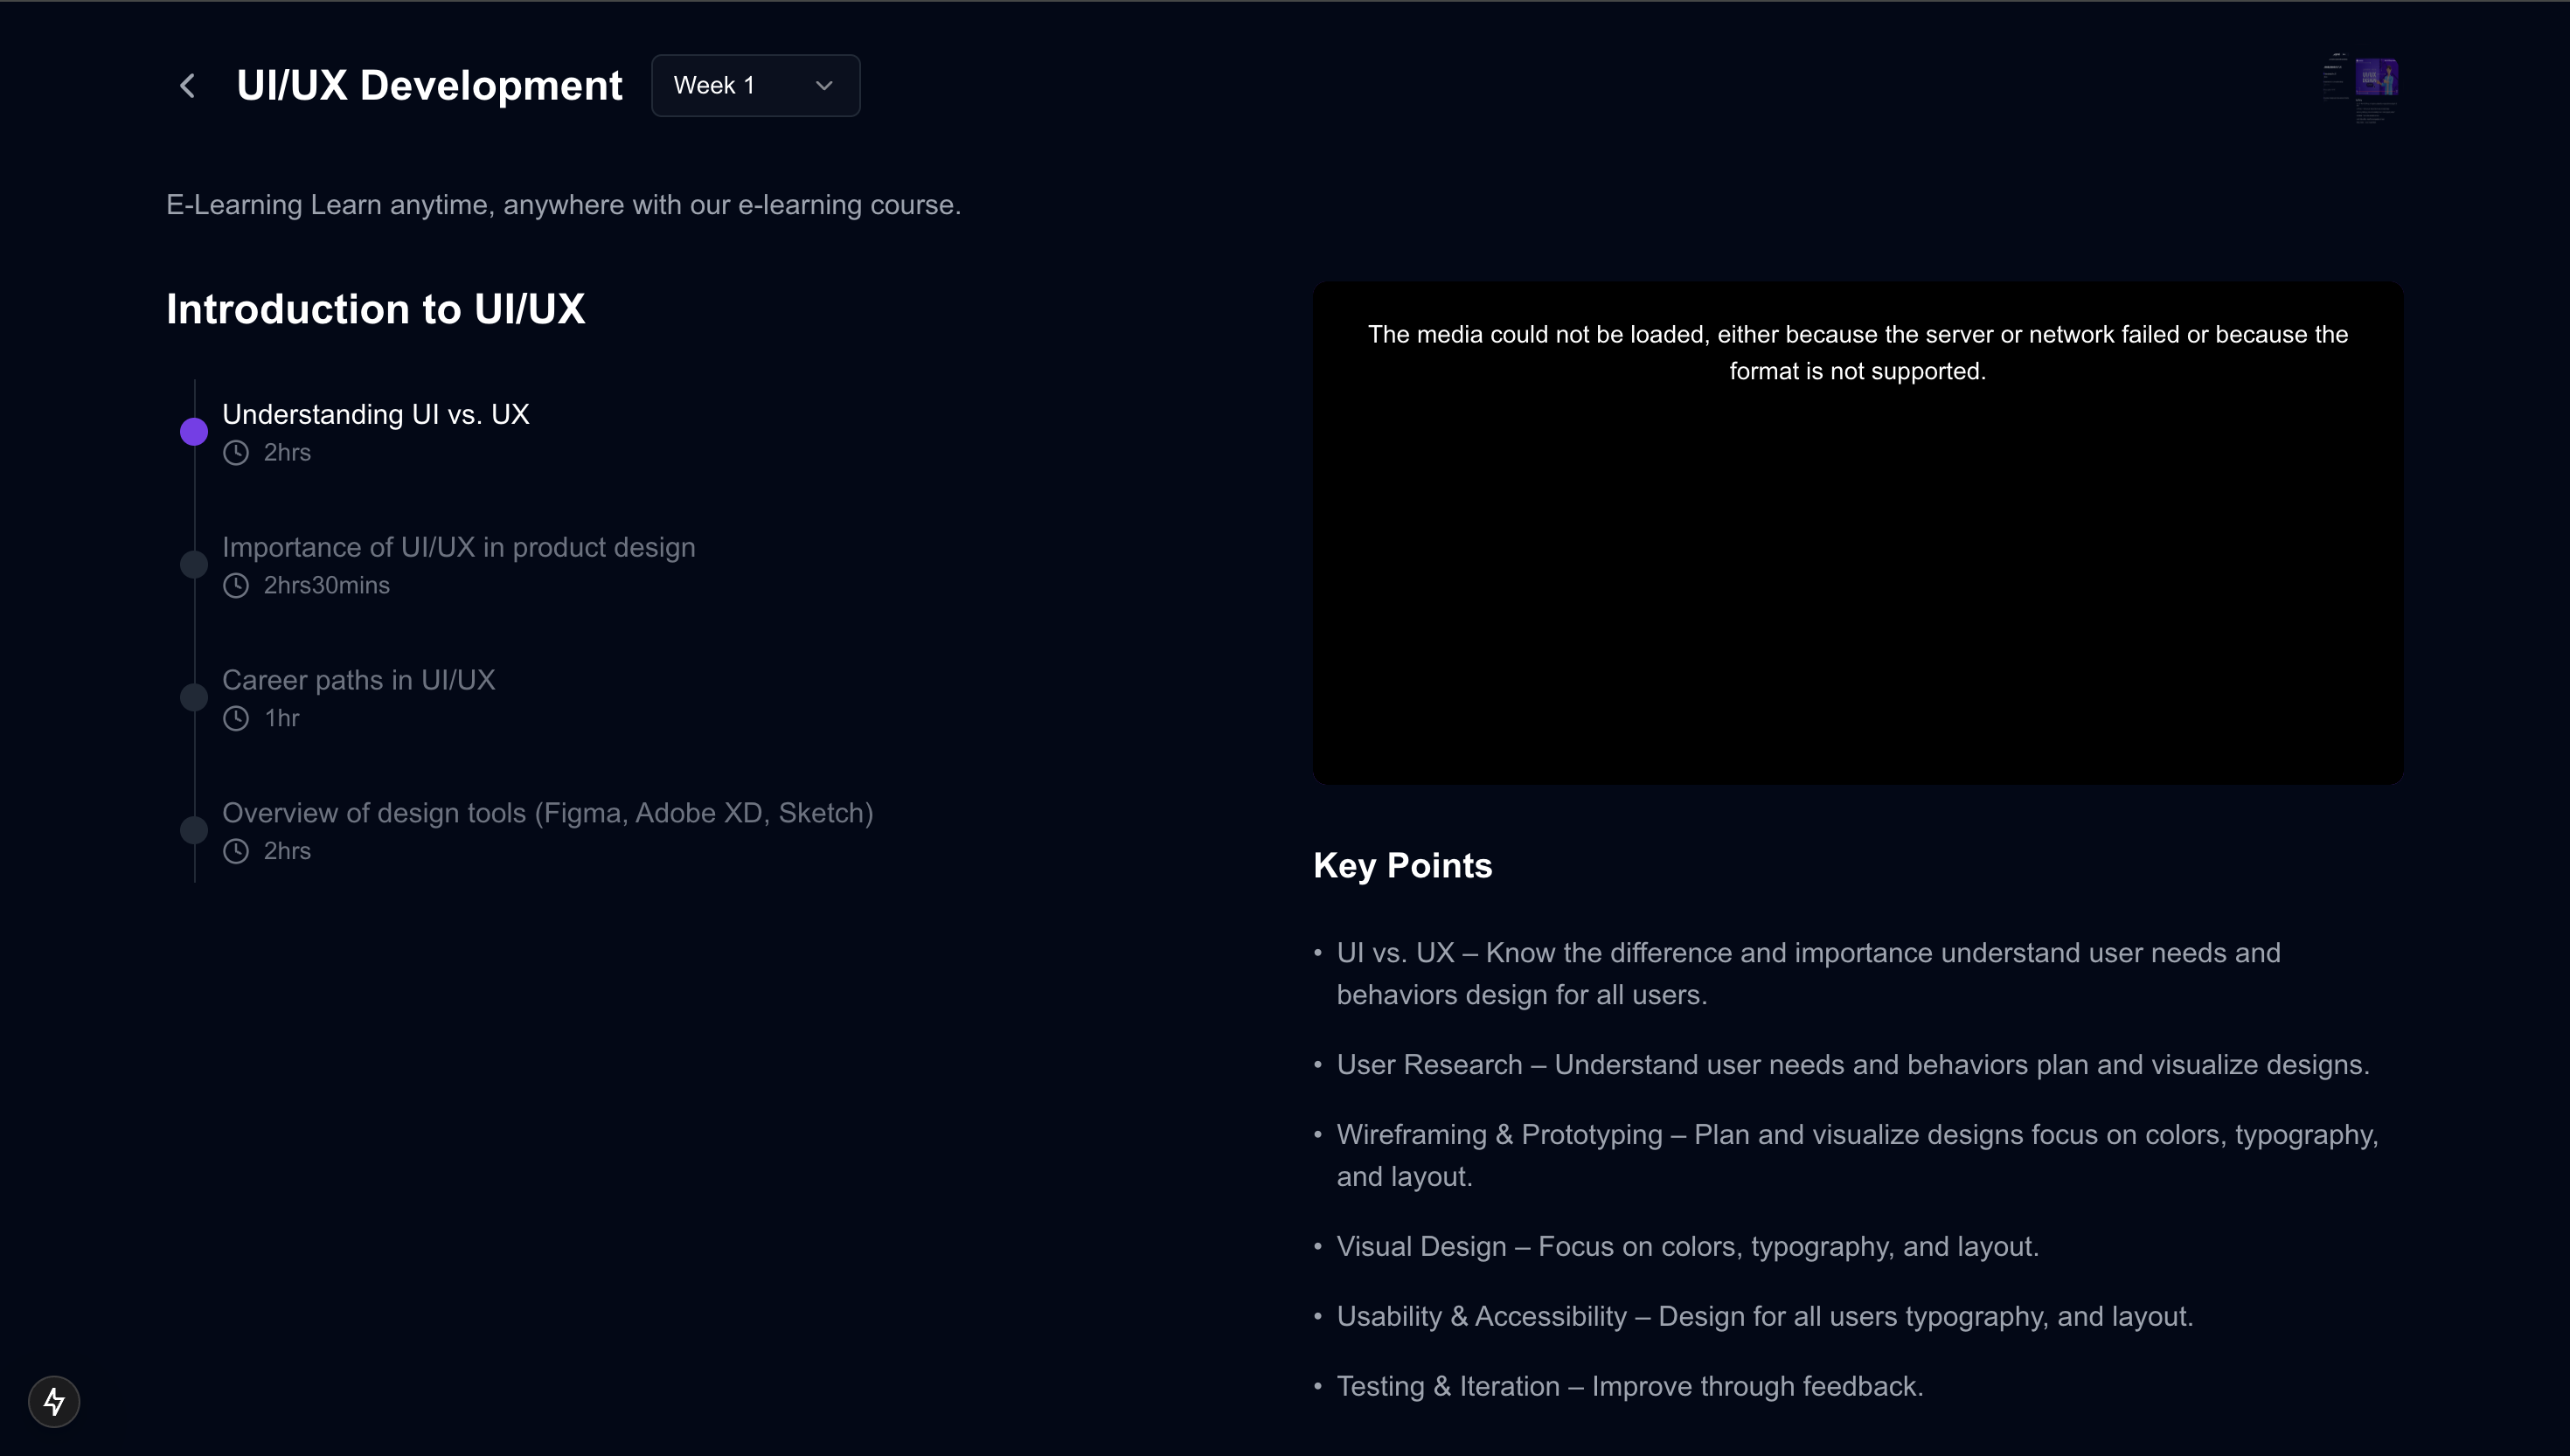 UI/UX Development
Week 1
E-Learning Learn anytime, anywhere with our e-learning course.
Introduction to UI/UX
Understanding UI vs. UX
2hrs
Importance of UI/UX in product design
2hrs30mins
Career paths in UI/UX
1hr
Overview of design tools (Figma, Adobe XD, Sketch)
2hrs
The media could not be loaded, either because the server or network failed or because the
format is not supported.
Key Points
• UI vs. UX – Know the difference and importance understand user needs and
behaviors design for all users.
• User Research – Understand user needs and behaviors plan and visualize designs.
• Wireframing & Prototyping – Plan and visualize designs focus on colors, typography,
and layout.
• Visual Design – Focus on colors, typography, and layout.
• Usability & Accessibility – Design for all users typography, and layout.
• Testing & Iteration – Improve through feedback.